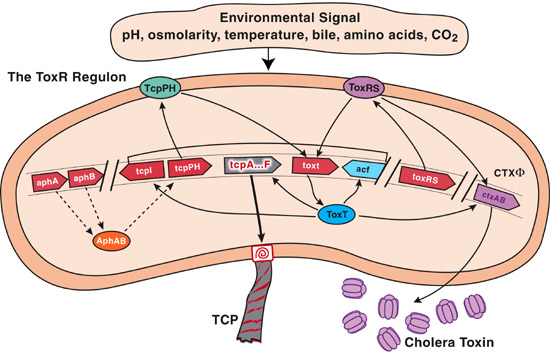 Environmental Signal
pH, osmolarity, temperature, bile, amino acids, CO₂
The ToxR Regulon
TcpPH
ToxRS
aphA
aphB
tcpI
tcpPH
tcpA...F
toxt
acf
toxRS
CTXΦ
ctxAB
AphAB
ToxT
TCP
Cholera Toxin